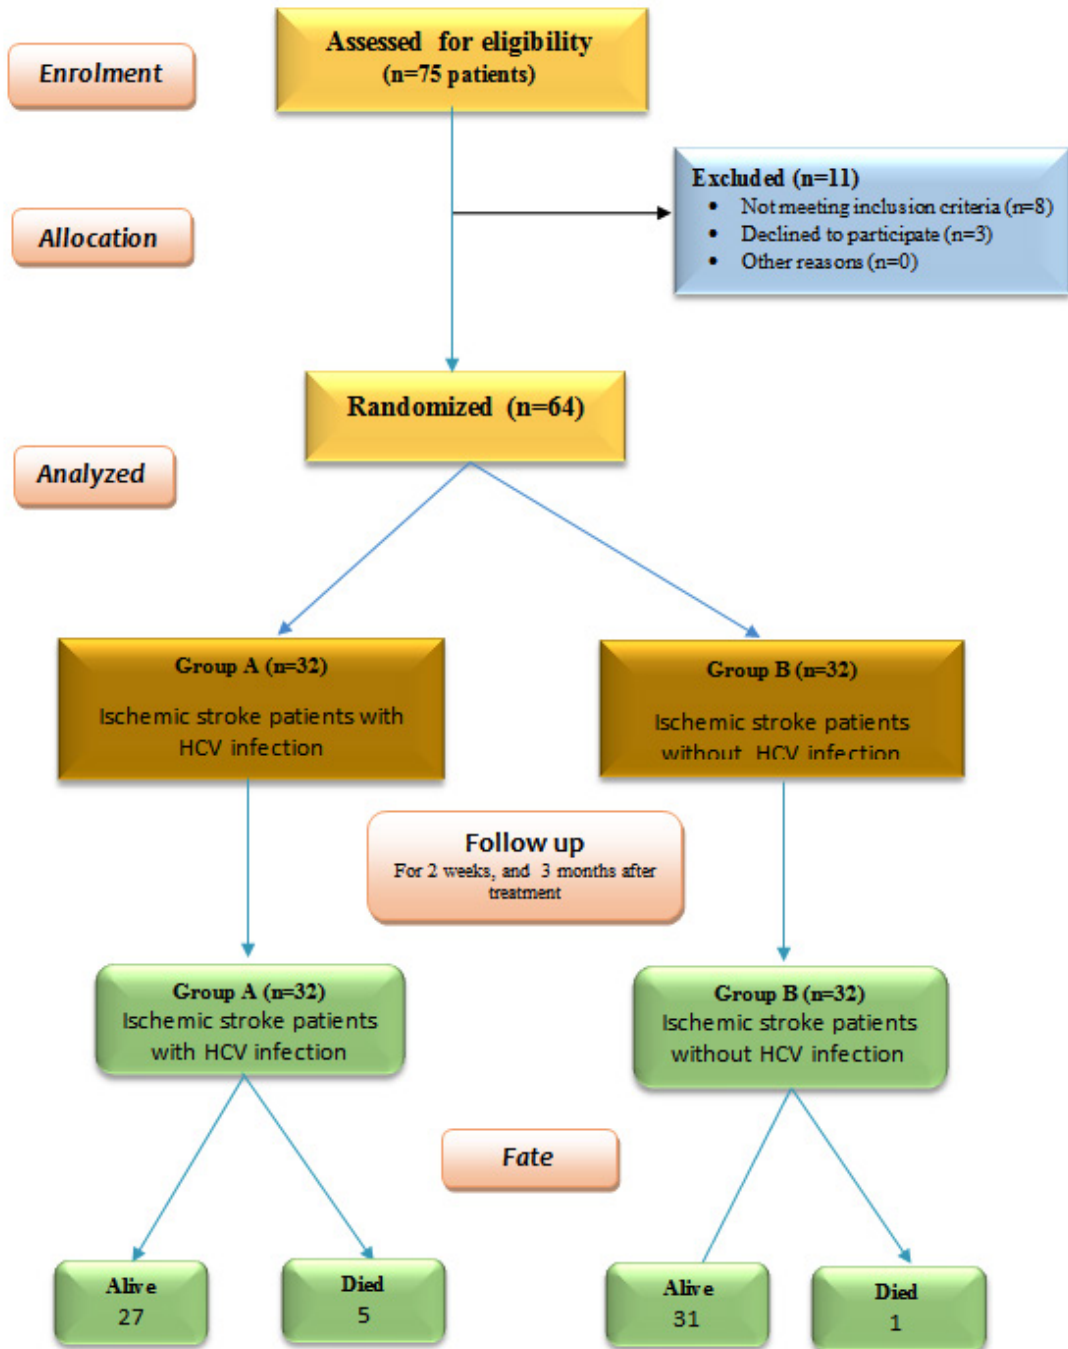 Assessed for eligibility
(n=75 patients)
Enrolment
Excluded (n=11)
• Not meeting inclusion criteria (n=8)
• Declined to participate (n=3)
• Other reasons (n=0)
Allocation
Randomized (n=64)
Analyzed
Group A (n=32)
Ischemic stroke patients with
HCV infection
Group B (n=32)
Ischemic stroke patients
without HCV infection
Follow up
For 2 weeks, and 3 months after
treatment
Group A (n=32)
Ischemic stroke patients
with HCV infection
Group B (n=32)
Ischemic stroke patients
without HCV infection
Fate
Alive
27
Died
5
Alive
31
Died
1